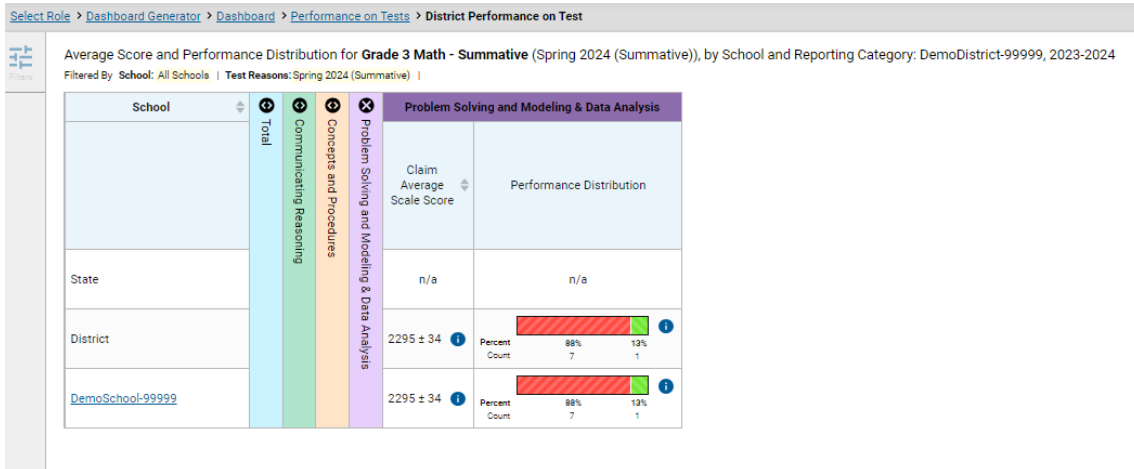 Select Role > Dashboard Generator > Dashboard > Performance on Tests > District Performance on Test
Filters
Average Score and Performance Distribution for Grade 3 Math - Summative (Spring 2024 (Summative)), by School and Reporting Category: DemoDistrict-99999, 2023-2024
Filtered By School: All Schools | Test Reasons: Spring 2024 (Summative) |
School
Total
Communicating Reasoning
Concepts and Procedures
Problem Solving and Modeling & Data Analysis
Problem Solving and Modeling & Data Analysis
Claim
Average
Scale Score
Performance Distribution
State
n/a
n/a
District
2295 ± 34
Percent 88% 13%
Count 7 1
DemoSchool-99999
2295 ± 34
Percent 88% 13%
Count 7 1